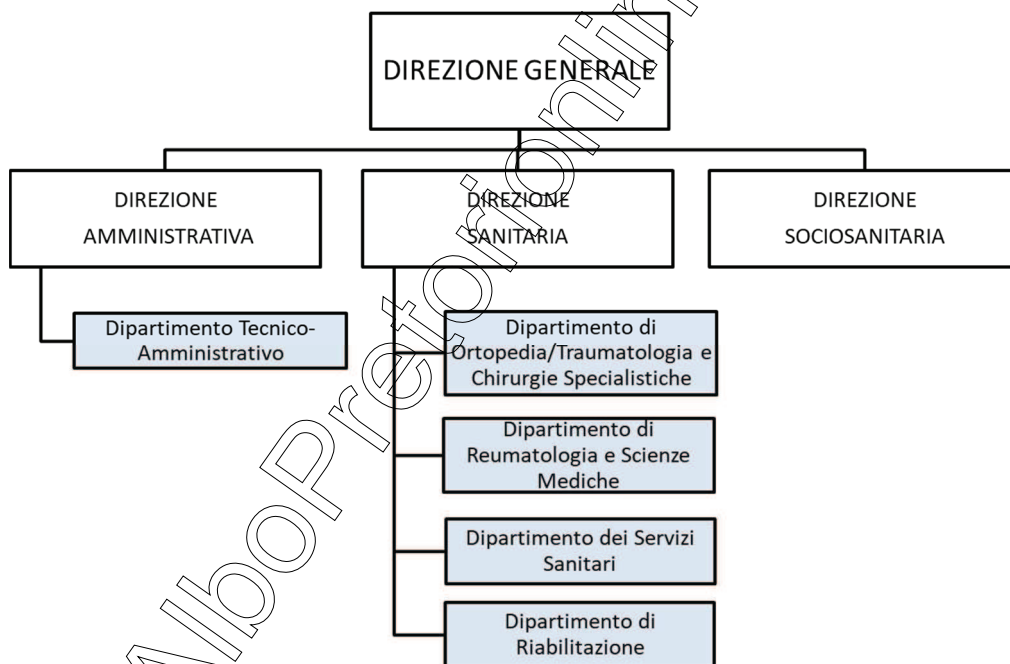 DIREZIONE GENERALE
DIREZIONE
AMMINISTRATIVA
DIREZIONE
SANITARIA
DIREZIONE
SOCIOSANITARIA
Dipartimento Tecnico-
Amministrativo
Dipartimento di
Ortopedia/Traumatologia e
Chirurgie Specialistiche
Dipartimento di
Reumatologia e Scienze
Mediche
Dipartimento dei Servizi
Sanitari
Dipartimento di
Riabilitazione
AlboPretorionlin